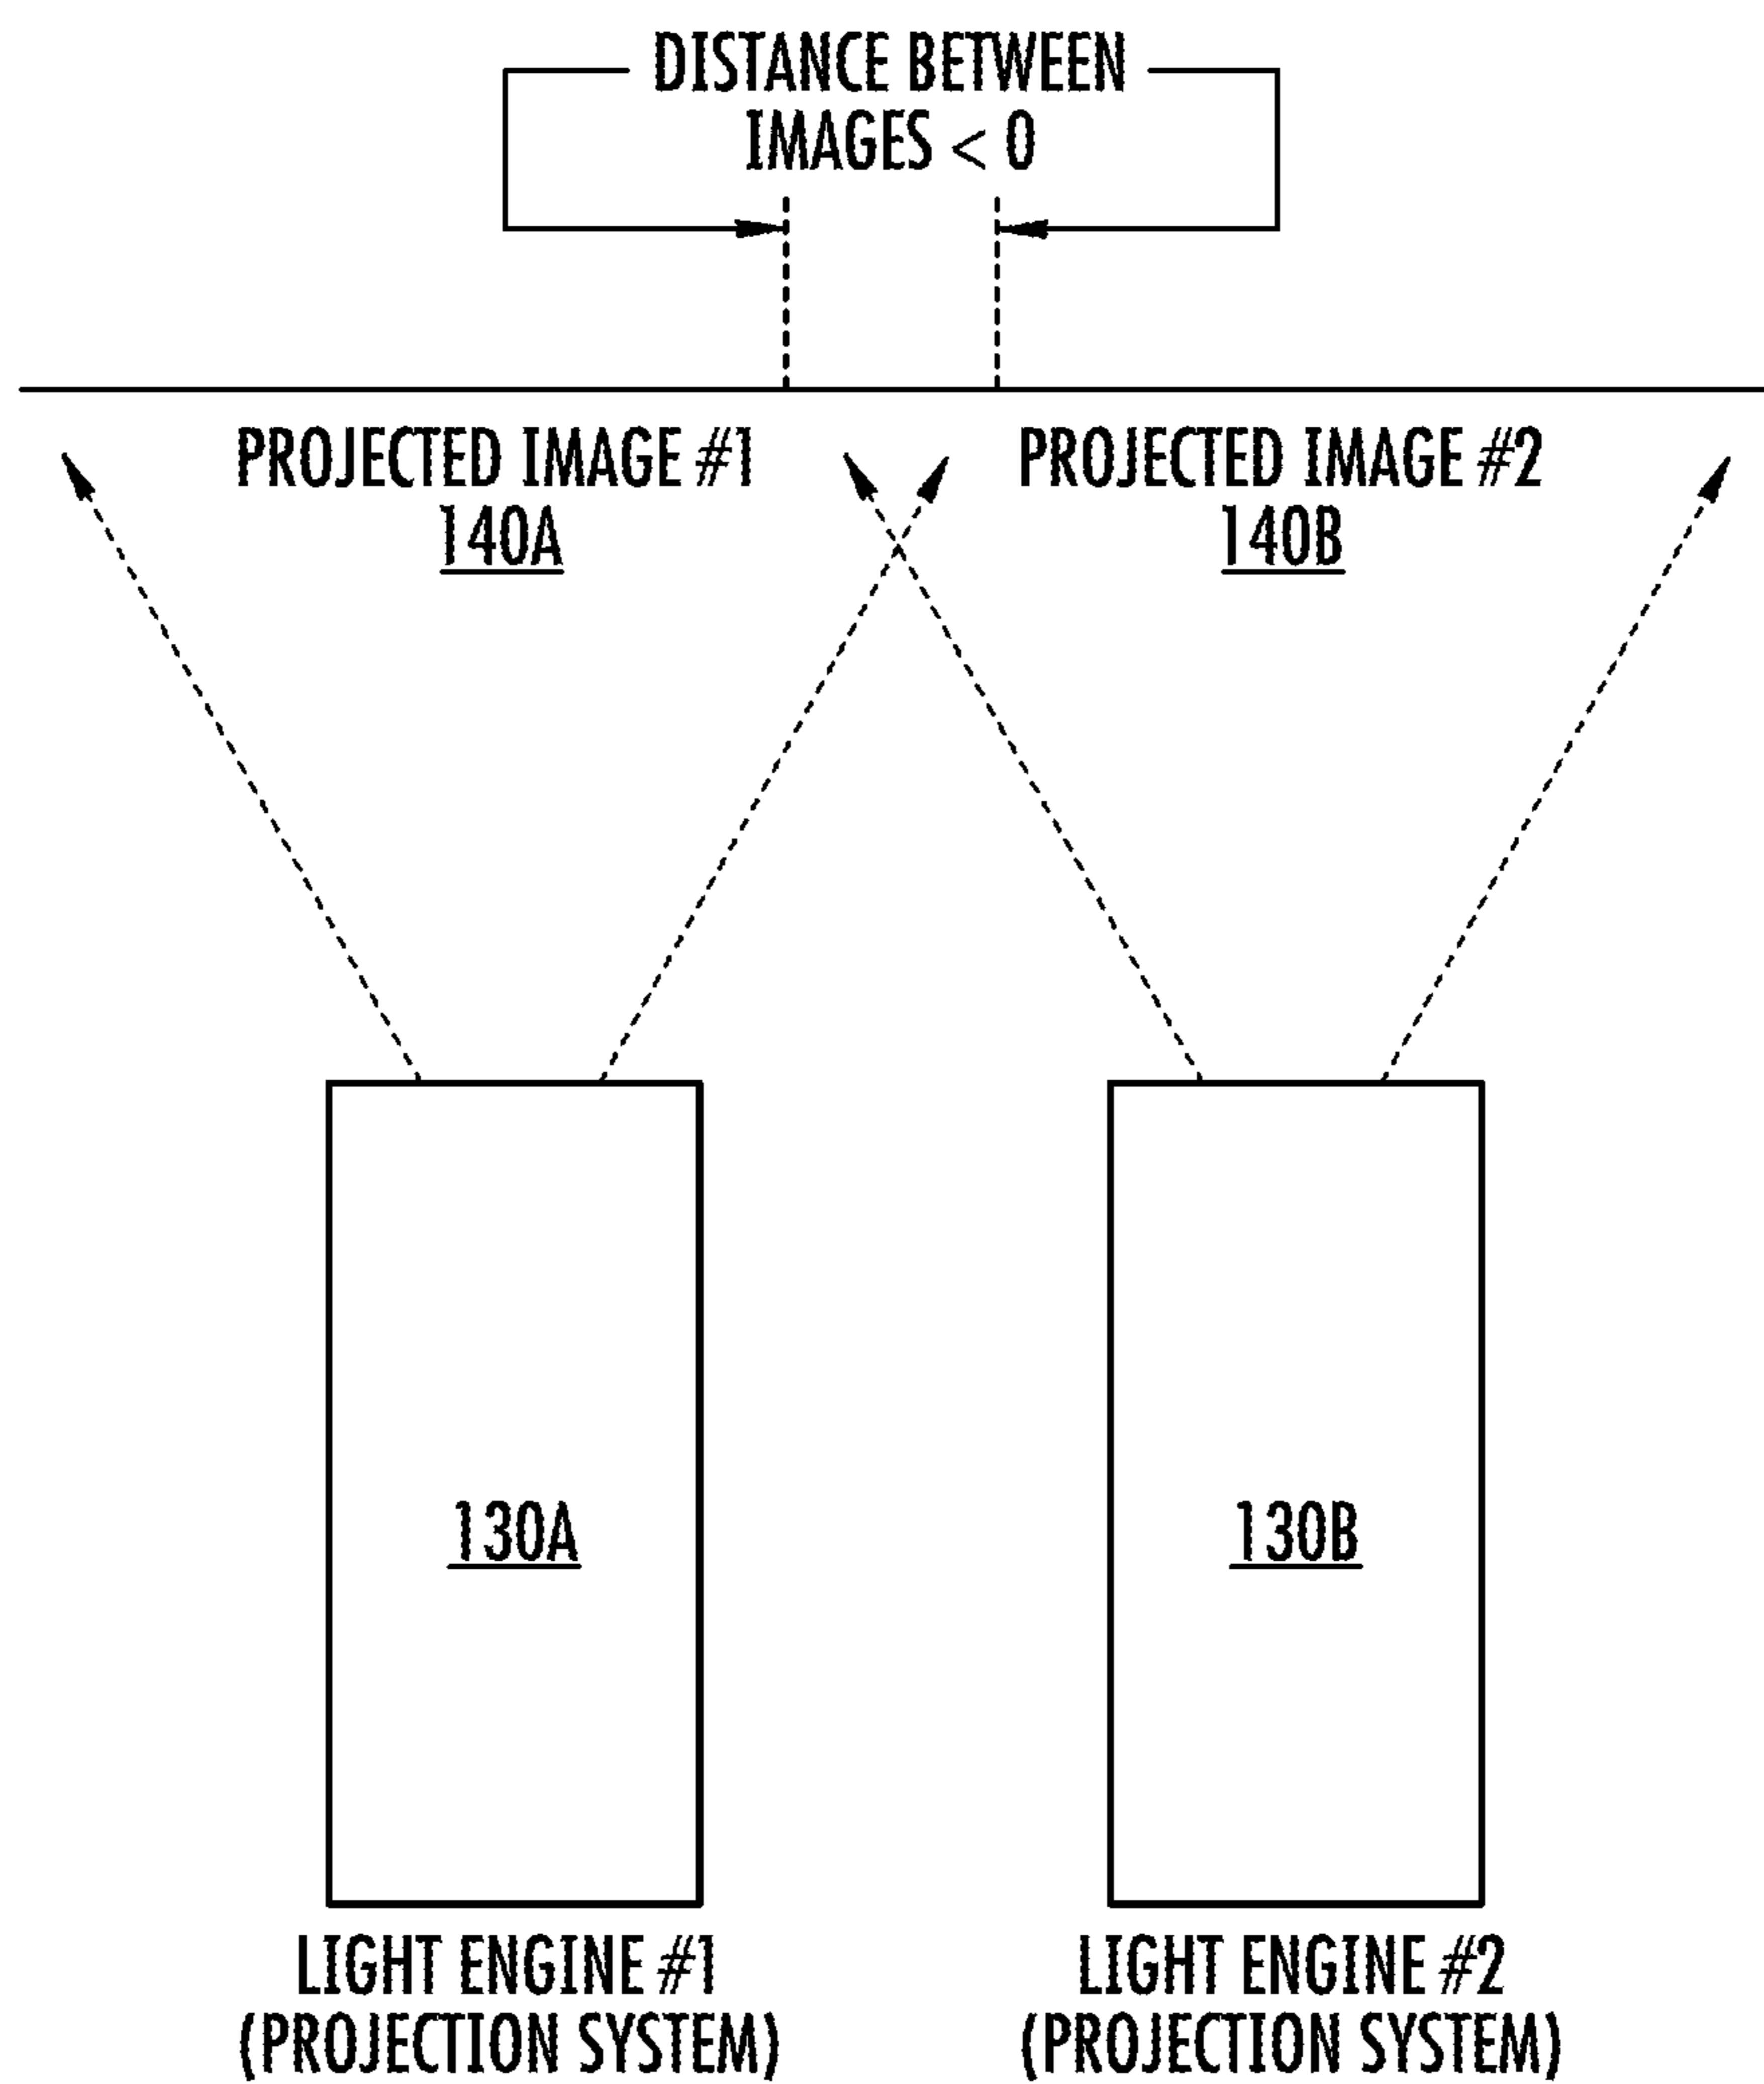 DISTANCE BETWEEN
IMAGES < 0
PROJECTED IMAGE #1
140A
PROJECTED IMAGE #2
140B
130A
130B
LIGHT ENGINE #1
(PROJECTION SYSTEM)
LIGHT ENGINE #2
(PROJECTION SYSTEM)